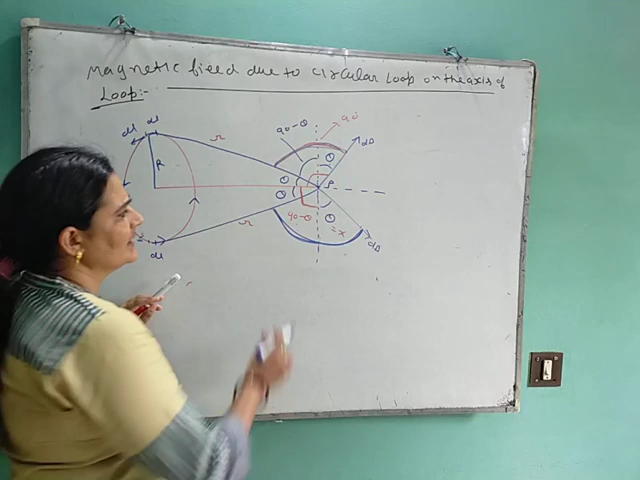 Magnetic field due to circular Loop on the axis of
Loop:-
dl dl
r
90-θ
90°
dB
R
θ
θ
P
θ
90-θ
θ
= x
r
dl
dB